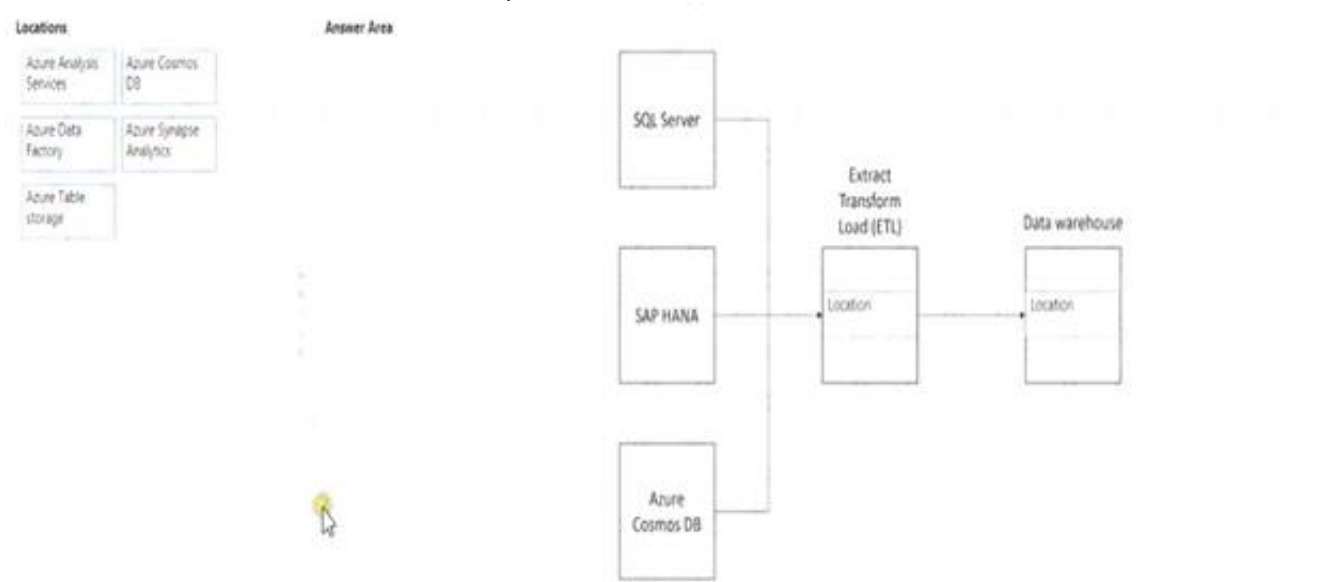 Locations
Answer Area
Azure Analysis
Services
Azure Cosmos
DB
Azure Data
Factory
Azure Synapse
Analytics
Azure Table
storage
SQL Server
SAP HANA
Azure
Cosmos DB
Extract
Transform
Load (ETL)
Location
Data warehouse
Location